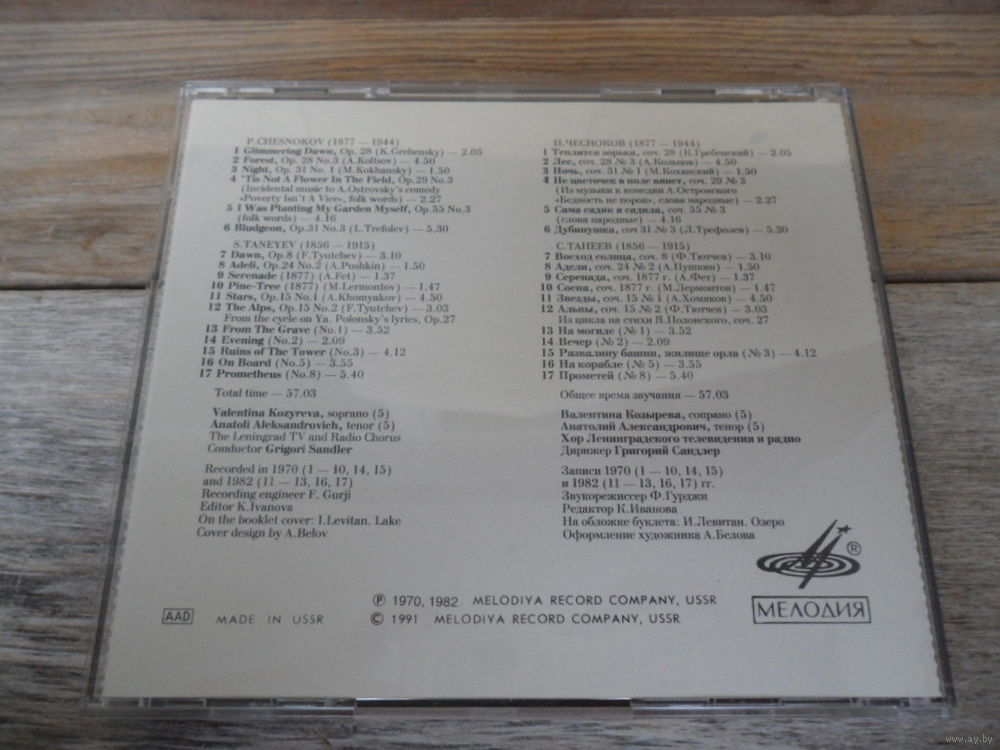 P.CHESNOKOV (1877 — 1944)
1 Glimmering Dawn, Op. 28 (K.Grebensky) — 2.05
2 Forest, Op. 28 No.3 (A.Koltsov) — 4.50
3 Night, Op. 31 No. 1 (M.Kokhansky) — 1.50
4 'Tis Not A Flower In The Field, Op.29 No.3
(Incidental music to A.Ostrovsky's comedy
«Poverty Isn't A Vice», folk words) — 2.27
5 I Was Planting My Garden Myself, Op.55 No.3
(folk words) — 4.16
6 Bludgeon, Op.31 No.3 (L.Trefolev) — 5.30
S.TANEYEV (1856 — 1915)
7 Dawn, Op.8 (F.Tyutchev) — 3.10
8 Adeli, Op.24 No.2 (A.Pushkin) — 1.50
9 Serenade (1877) (A.Fet) — 1.37
10 Pine-Tree (M.Lermontov) — 1.47
11 Stars, Op.15 No.1 (A.Khomyakov) — 4.50
12 The Alps, Op.15 No.2 (F.Tyutchev) — 3.03
From the cycle on Ya. Polonsky's lyrics, Op.27
13 From The Grave (No.1) — 3.52
14 Evening (No.2) — 2.09
15 Ruins of The Tower (No.3) — 4.12
16 On Board (No.5) — 3.55
17 Prometheus (No.8) — 5.40
Total time — 57.03
Valentina Kozyreva, soprano (5)
Anatoli Aleksandrovich, tenor (5)
The Leningrad TV and Radio Chorus
Conductor Grigori Sandler
Recorded in 1970 (1 — 10, 14, 15)
and 1982 (11 — 13, 16, 17)
Recording engineer F. Gurji
Editor K.Ivanova
On the booklet cover: I.Levitan. Lake
Cover design by A.Belov
П.ЧЕСНОКОВ (1877 — 1944)
1 Теплится зорька, соч. 28 (К.Гребенский) — 2.05
2 Лес, соч. 28 № 3 (А.Кольцов) — 4.50
3 Ночь, соч. 31 № 1 (М.Коханский) — 1.50
4 Не цветочек в поле вянет, соч. 29 № 3
(Из музыки к комедии А.Островского
«Бедность не порок», слова народные) — 2.27
5 Сама садик я садила, соч. 55 № 3
(слова народные) — 4.16
6 Дубинушка, соч 31 № 3 (Л.Трефолев) — 5.30
С.ТАНЕЕВ (1856 — 1915)
7 Восход солнца, соч. 8 (Ф.Тютчев) — 3.10
8 Адели, соч. 24 № 2 (А.Пушкин) — 1.50
9 Серенада, соч. 1877 г. (А.Фет) — 1.37
10 Сосна, соч. 1877 г. (М.Лермонтов) — 1.47
11 Звезды, соч. 15 № 1 (А.Хомяков) — 4.50
12 Альпы, соч. 15 № 2 (Ф.Тютчев) — 3.03
Из цикла на стихи Я.Полонского, соч. 27
13 На могиле (№ 1) — 3.52
14 Вечер (№ 2) — 2.09
15 Развалину башни, жилище орла (№ 3) — 4.12
16 На корабле (№ 5) — 3.55
17 Прометей (№ 8) — 5.40
Общее время звучания — 57.03
Валентина Козырева, сопрано (5)
Анатолий Александрович, тенор (5)
Хор Ленинградского телевидения и радио
Дирижер Григорий Сандлер
Записи 1970 (1 — 10, 14, 15)
и 1982 (11 — 13, 16, 17) гг.
Звукорежиссер Ф.Гурджи
Редактор К.Иванова
На обложке буклета: И.Левитан. Озеро
Оформление художника А.Белова
®
МЕЛОДИЯ
AAD MADE IN USSR
Ⓟ 1970, 1982 MELODIYA RECORD COMPANY, USSR
© 1991 MELODIYA RECORD COMPANY, USSR
www.ay.by